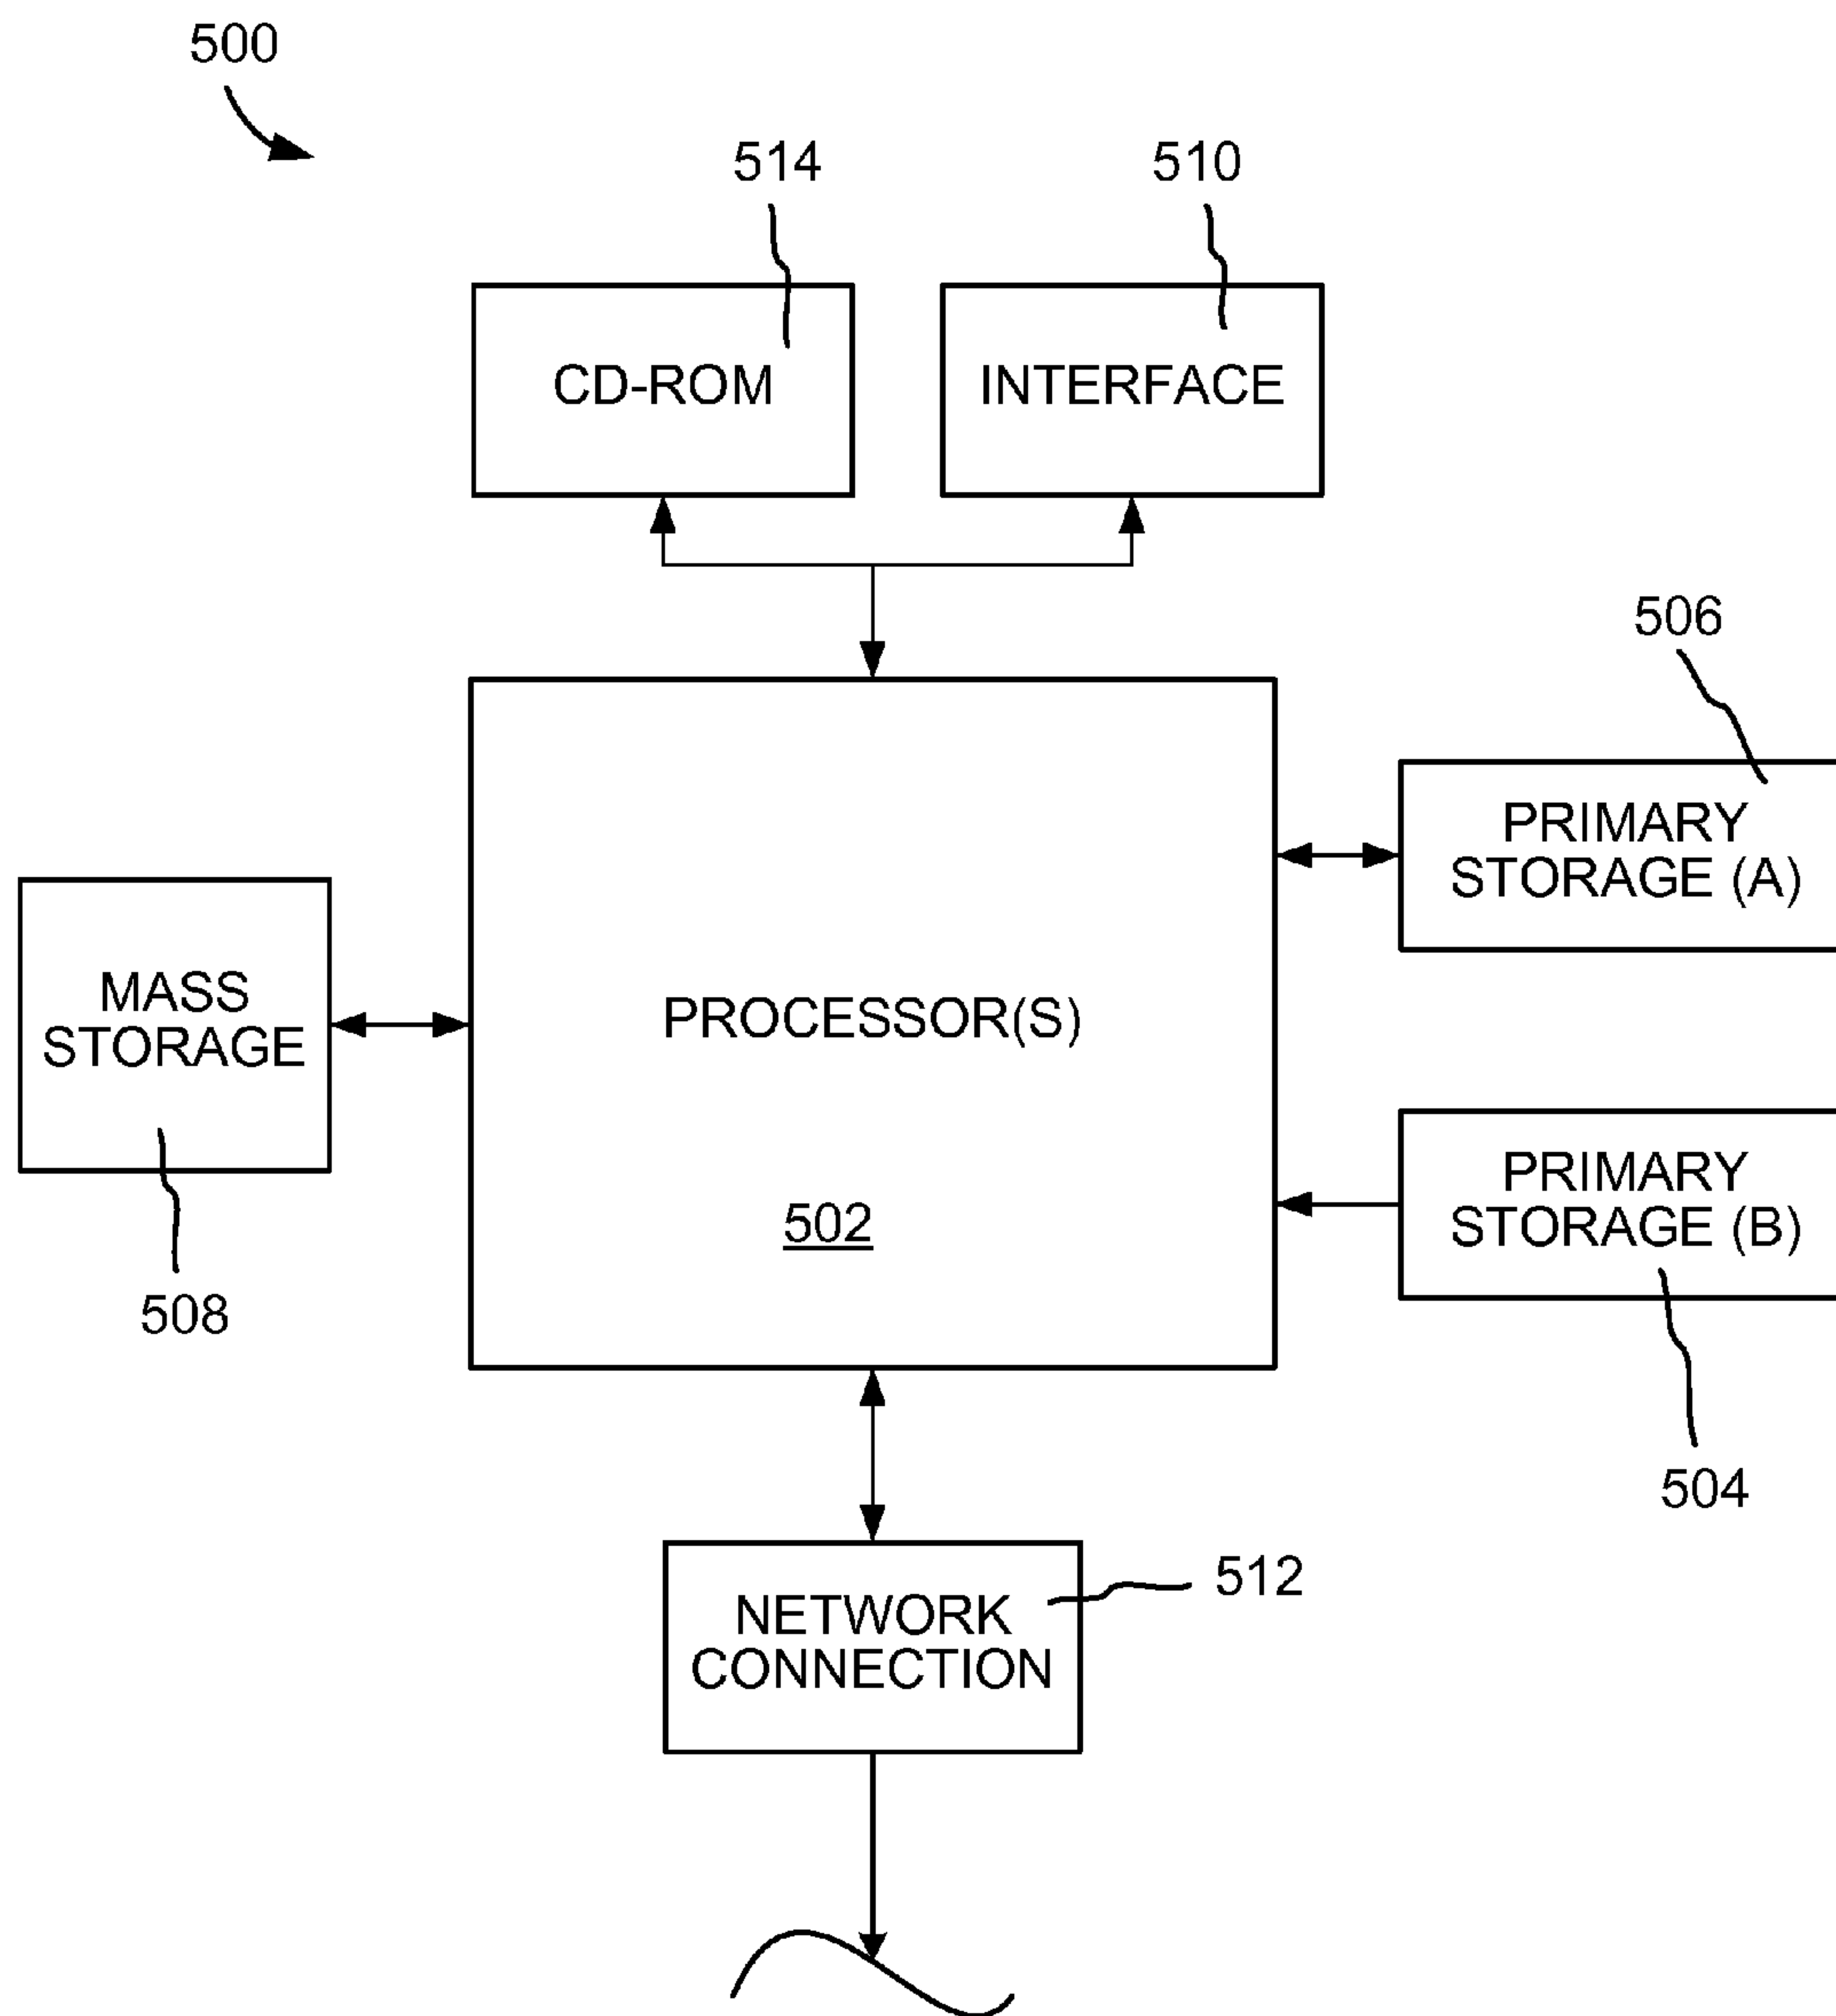 500
514
510
CD-ROM
INTERFACE
506
PRIMARY
STORAGE (A)
MASS
STORAGE
PROCESSOR(S)
PRIMARY
STORAGE (B)
502
508
504
512
NETWORK
CONNECTION